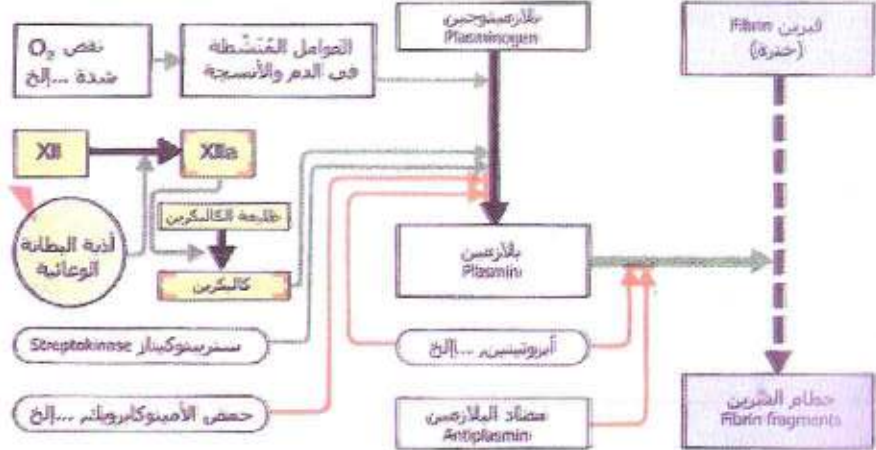 نقص O₂
شدة ...إلخ
العوامل المُنَشِّطة
في الدم والأنسجة
بلازمينوجين
Plasminogen
فبرين Fibrin
(خثرة)
XII
XIIa
أذية البطانة
الوعائية
طليعة الكاليكرين
كاليكرين
بلازمين
Plasmin
ستربتوكيناز Streptokinase
أبروتينين, ...إلخ
حمض الأمينوكابرويك, ...إلخ
مضاد البلازمين
Antiplasmin
حطام الفبرين
Fibrin fragments